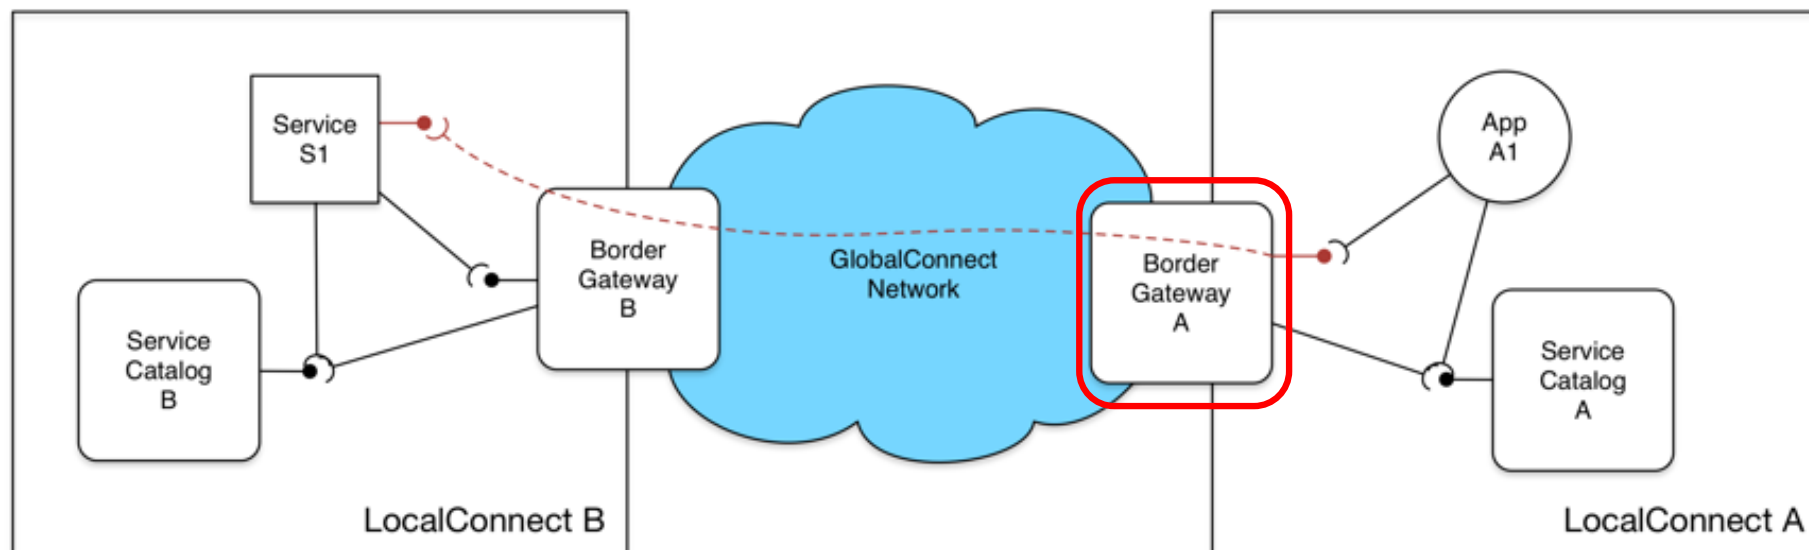 Service
S1
App
A1
Border
Gateway
B
GlobalConnect
Network
Border
Gateway
A
Service
Catalog
B
Service
Catalog
A
LocalConnect B
LocalConnect A